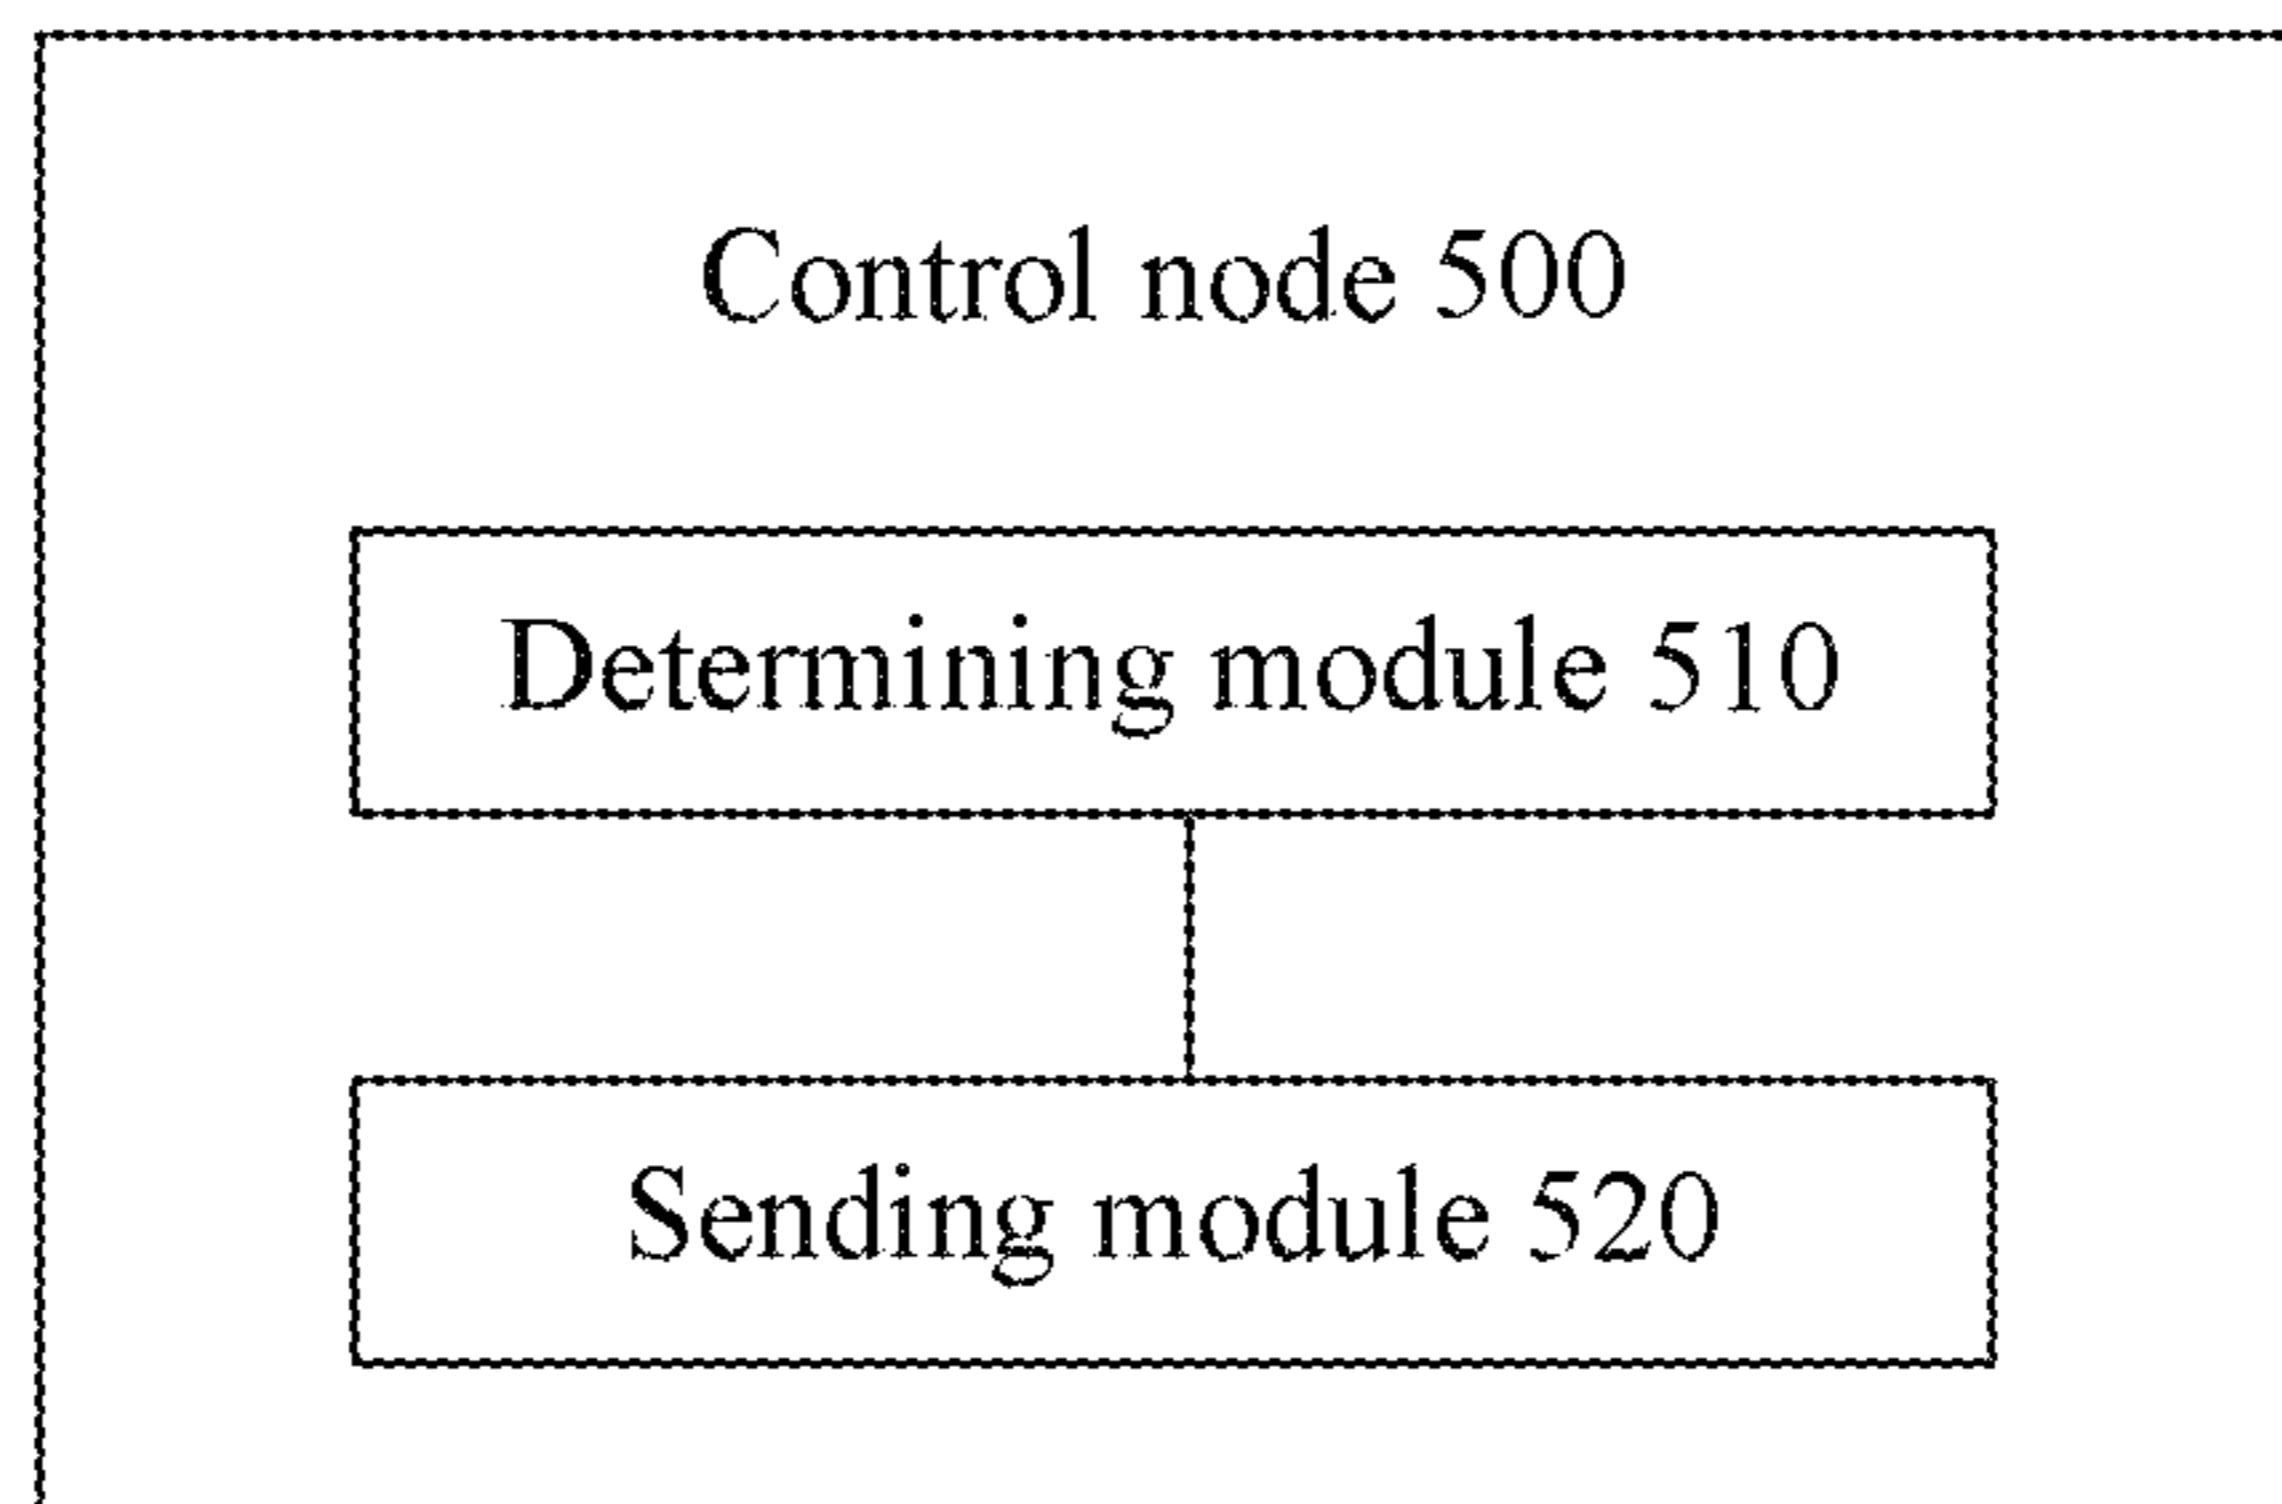 Control node 500
Determining module 510
Sending module 520